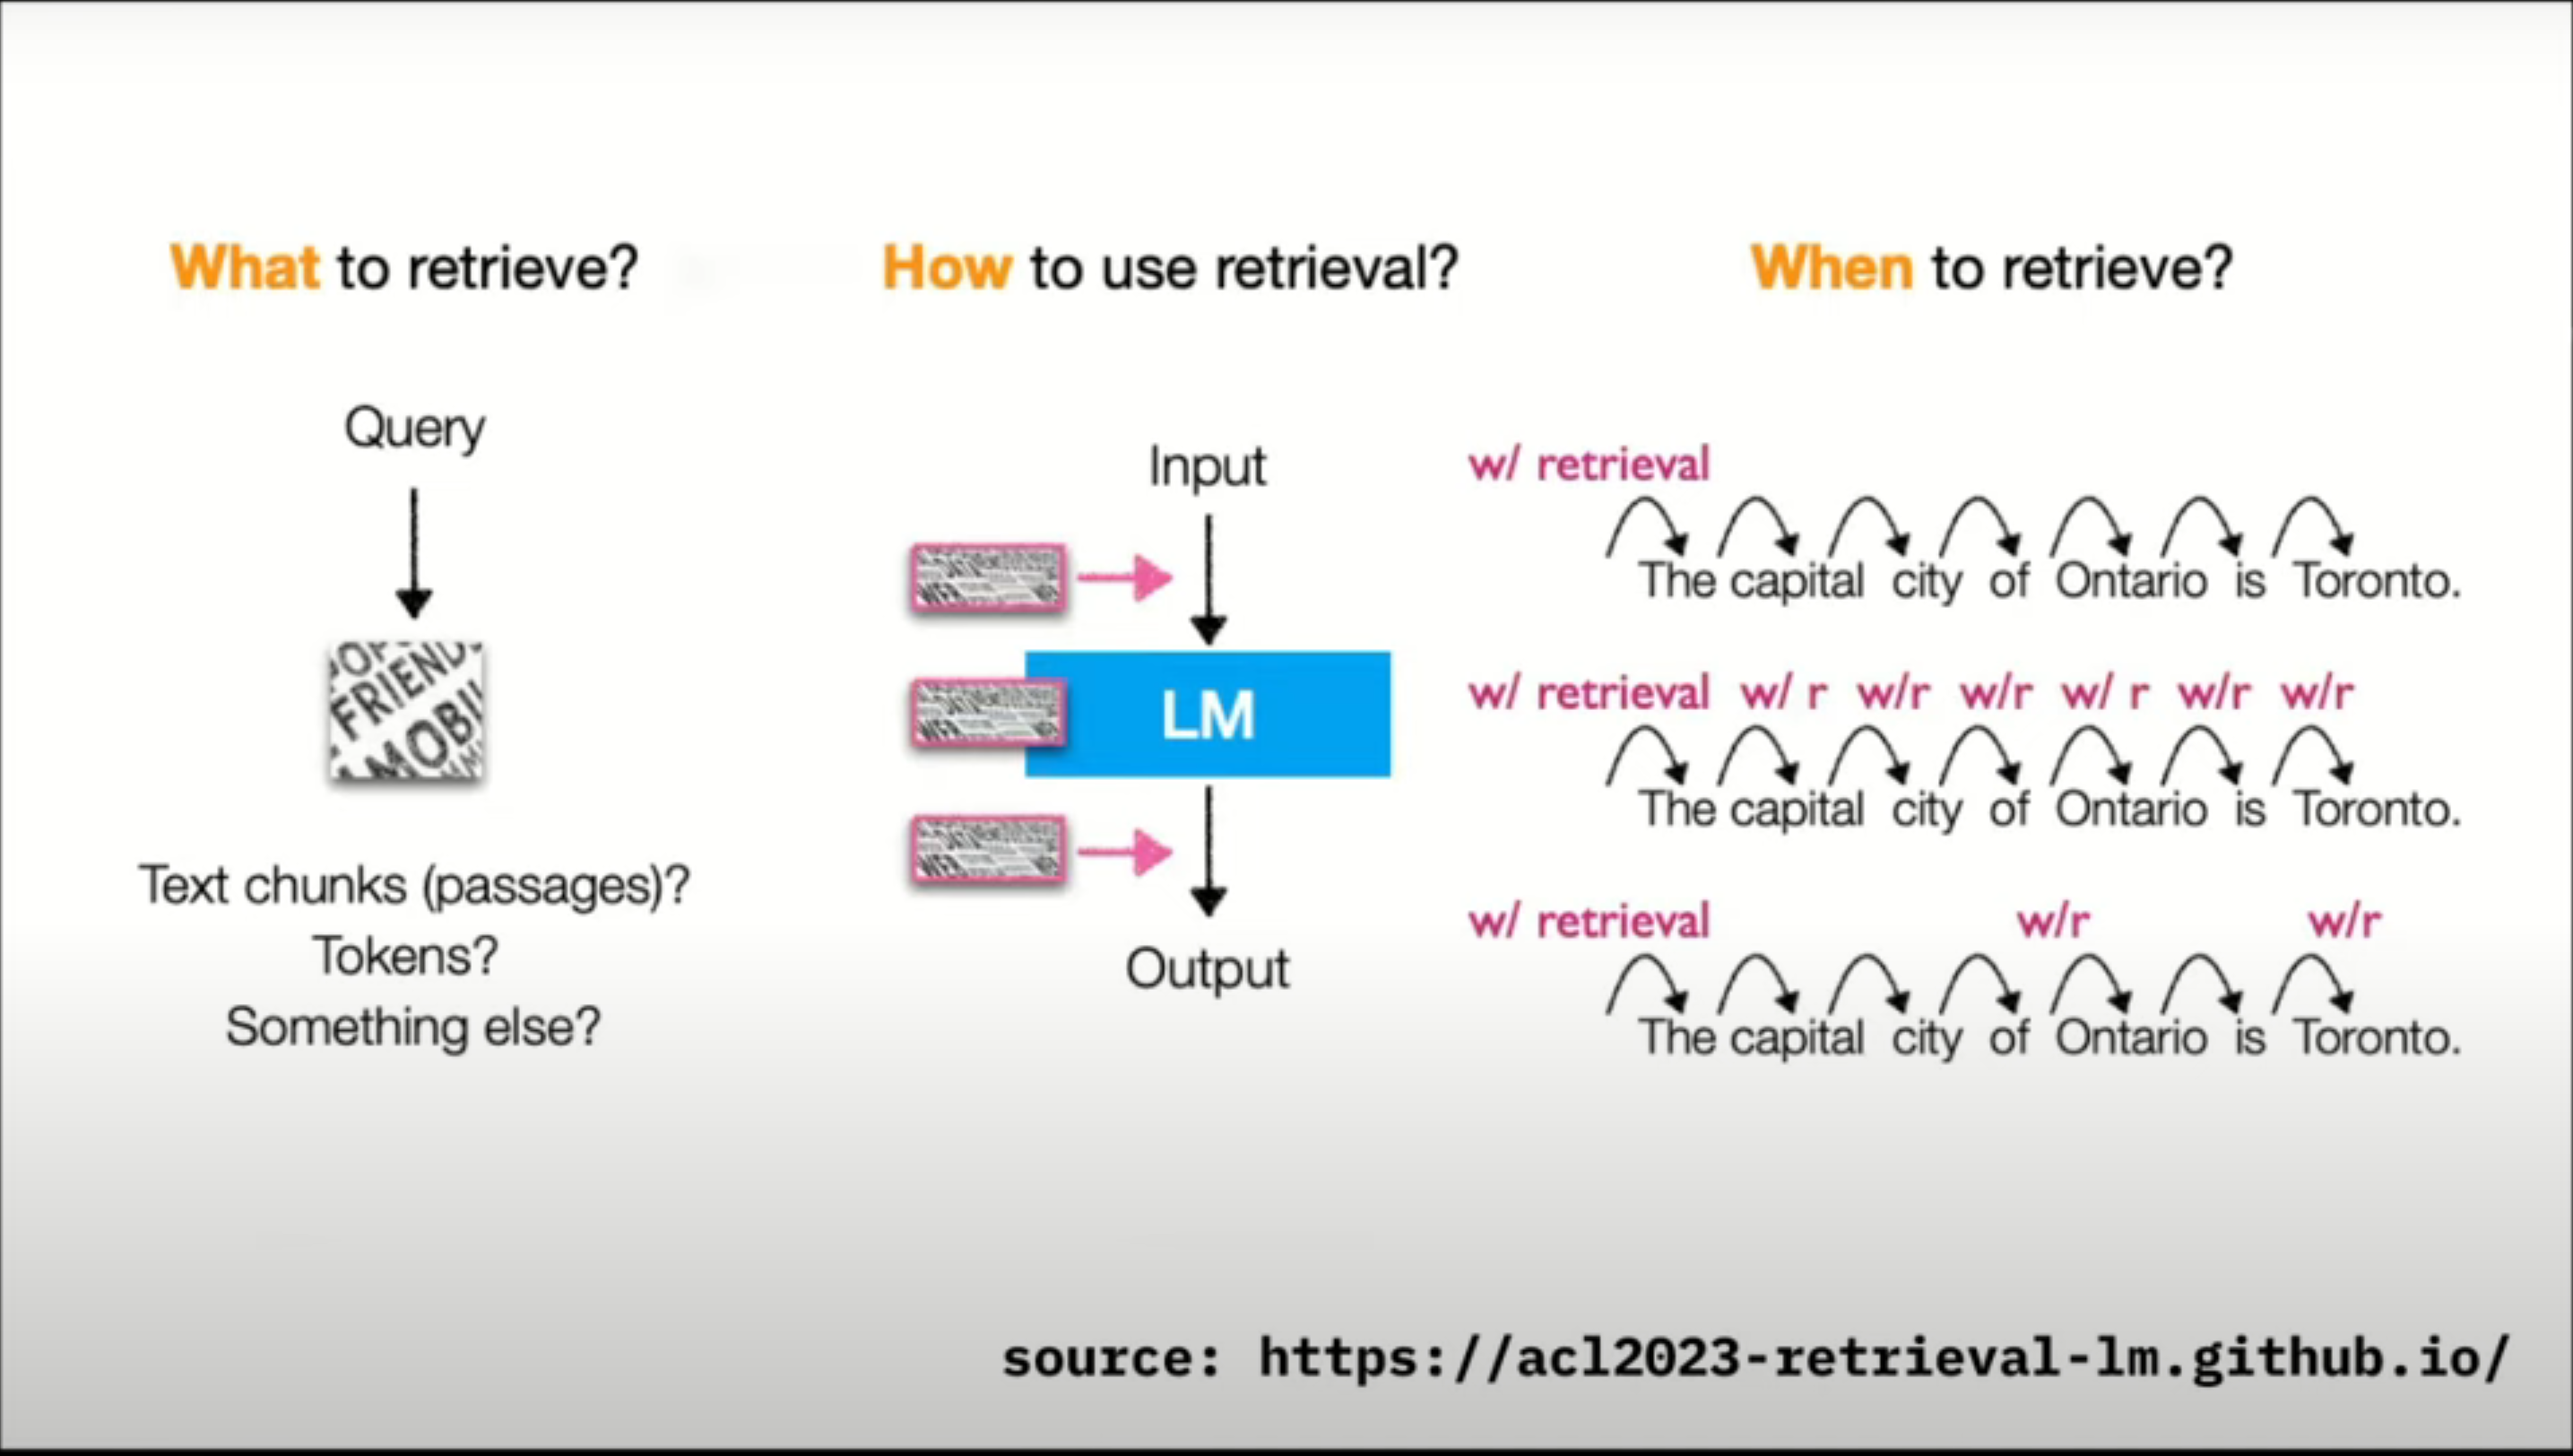 What to retrieve?
Query
FRIEND
MOBI
Text chunks (passages)?
Tokens?
Something else?
How to use retrieval?
Input
LM
Output
When to retrieve?
w/ retrieval
The capital city of Ontario is Toronto.
w/ retrieval w/ r w/r w/r w/ r w/r w/r
The capital city of Ontario is Toronto.
w/ retrieval w/r w/r
The capital city of Ontario is Toronto.
source: https://acl2023-retrieval-lm.github.io/